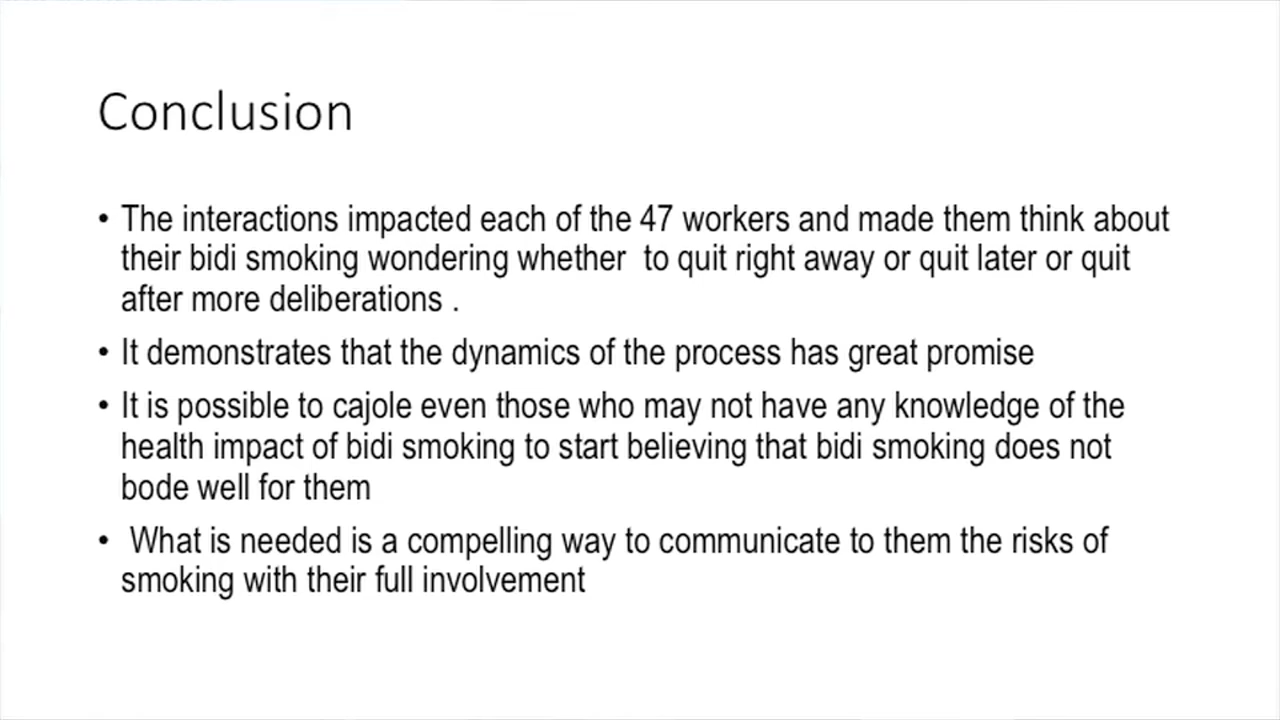 Conclusion
• The interactions impacted each of the 47 workers and made them think about
their bidi smoking wondering whether  to quit right away or quit later or quit
after more deliberations .
• It demonstrates that the dynamics of the process has great promise
• It is possible to cajole even those who may not have any knowledge of the
health impact of bidi smoking to start believing that bidi smoking does not
bode well for them
•  What is needed is a compelling way to communicate to them the risks of
smoking with their full involvement